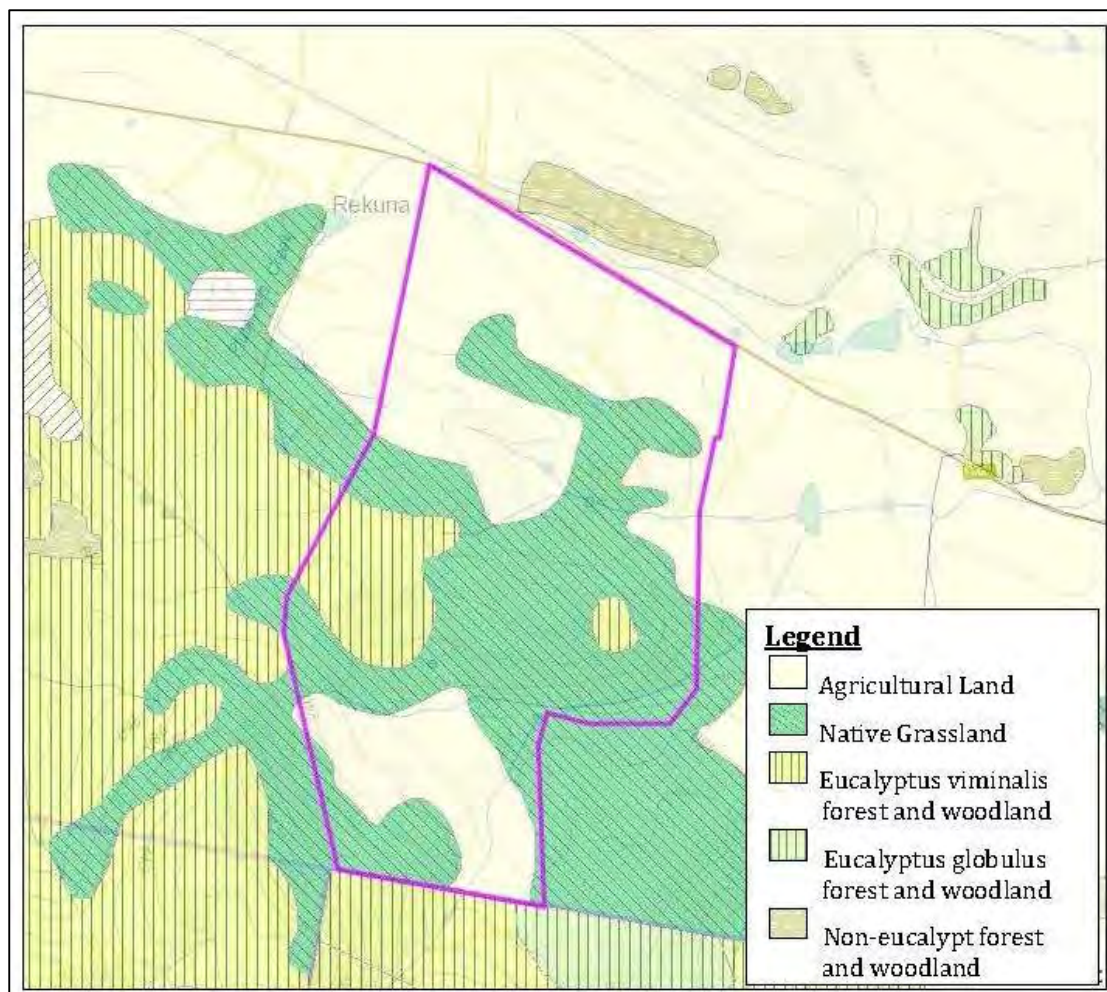 Rekuna
Legend
Agricultural Land
Native Grassland
Eucalyptus viminalis
forest and woodland
Eucalyptus globulus
forest and woodland
Non-eucalypt forest
and woodland